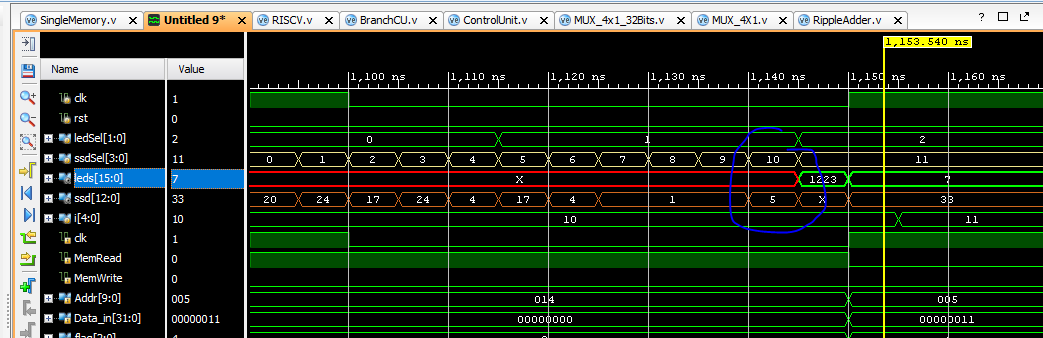 SingleMemory.v Untitled 9* RISCV.v BranchCU.v ControlUnit.v MUX_4x1_32Bits.v MUX_4X1.v RippleAdder.v ?
1,153.540 ns
Name Value 1,100 ns 1,110 ns 1,120 ns 1,130 ns 1,140 ns 1,150 ns 1,160 ns
clk 1
rst 0
ledSel[1:0] 2 0 1 2
ssdSel[3:0] 11 0 1 2 3 4 5 6 7 8 9 10 11
leds[15:0] 7 X 1223 7
ssd[12:0] 33 20 24 17 24 4 17 4 1 5 X 33
i[4:0] 10 10 11
clk 1
MemRead 0
MemWrite 0
Addr[9:0] 005 014 005
Data_in[31:0] 00000011 00000000 00000011